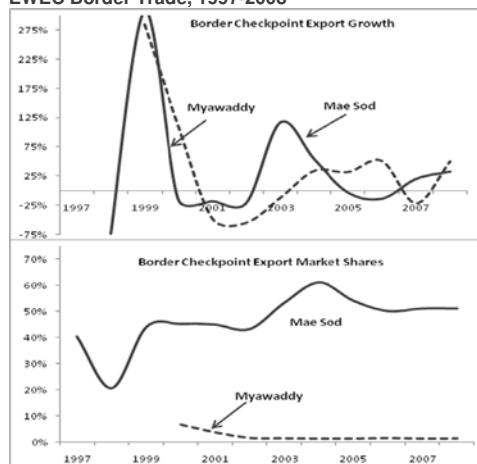 EWEC Border Trade, 1997-2008
Border Checkpoint Export Growth
275%
225%
175%
125%
75%
25%
-25%
-75%
Myawaddy
Mae Sod
1997 1999 2001 2003 2005 2007
Border Checkpoint Export Market Shares
70%
60%
50%
40%
30%
20%
10%
0%
Mae Sod
Myawaddy
1997 1999 2001 2003 2005 2007